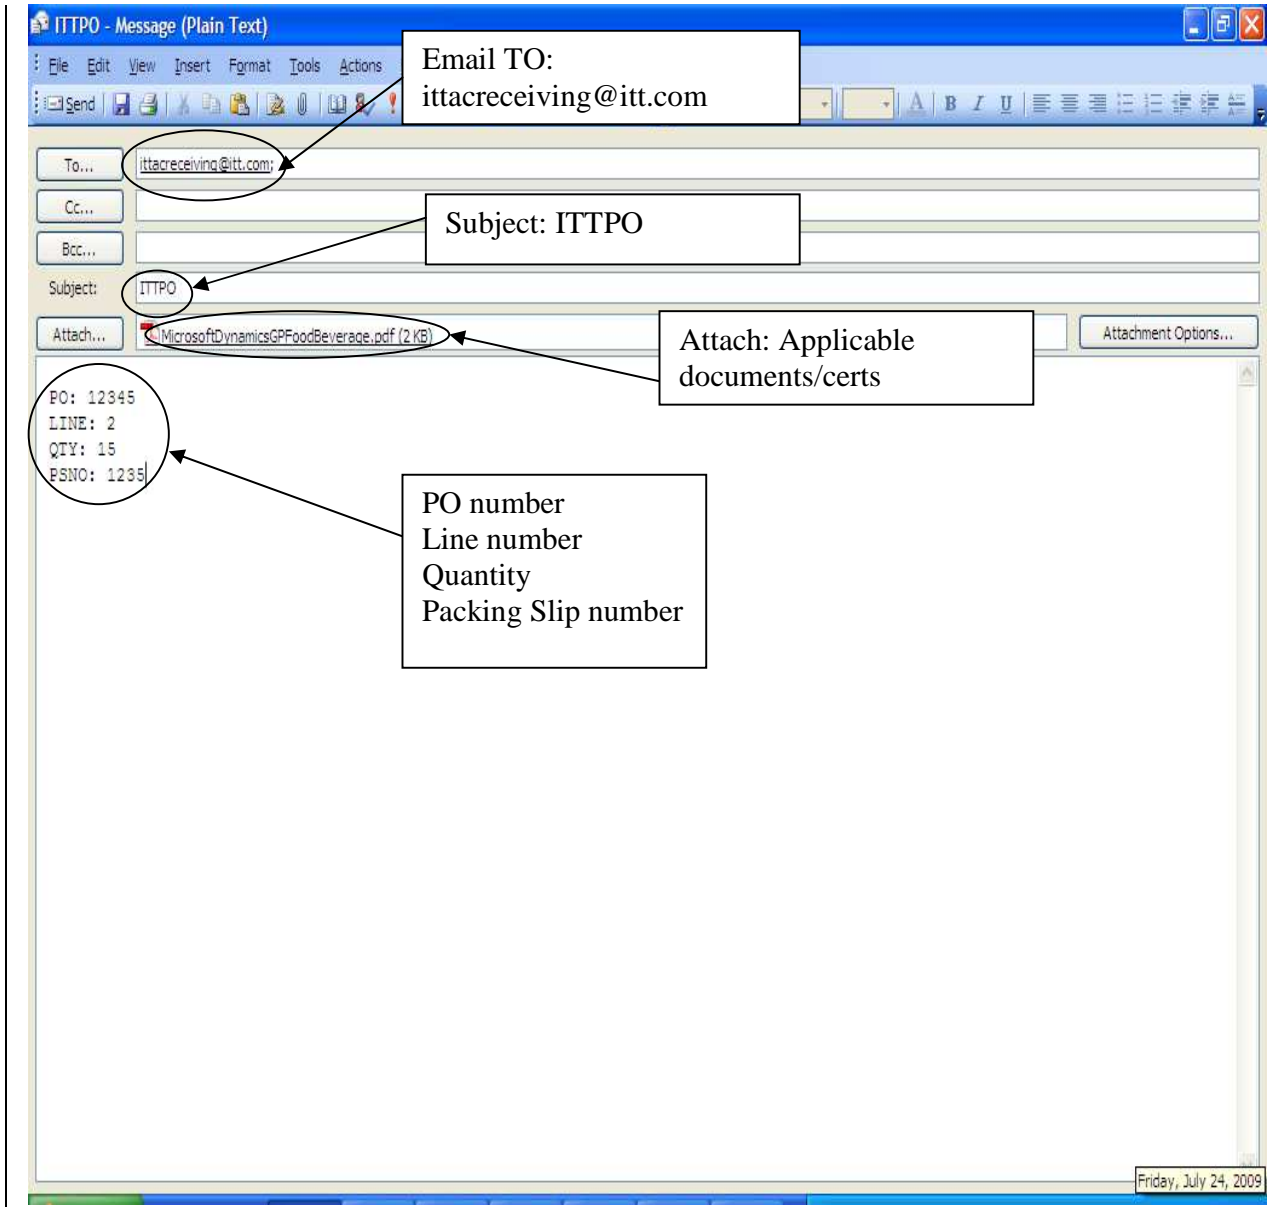 ITTPO - Message (Plain Text)
File Edit View Insert Format Tools Actions
Email TO:
ittacreceiving@itt.com
Send
A B I U
To...
ittacreceiving@itt.com;
Cc...
Subject: ITTPO
Bcc...
Subject:
ITTPO
Attach...
MicrosoftDynamicsGPFoodBeverage.pdf (2 KB)
Attach: Applicable
documents/certs
Attachment Options...
PO: 12345
LINE: 2
QTY: 15
PSNO: 1235
PO number
Line number
Quantity
Packing Slip number
Friday, July 24, 2009